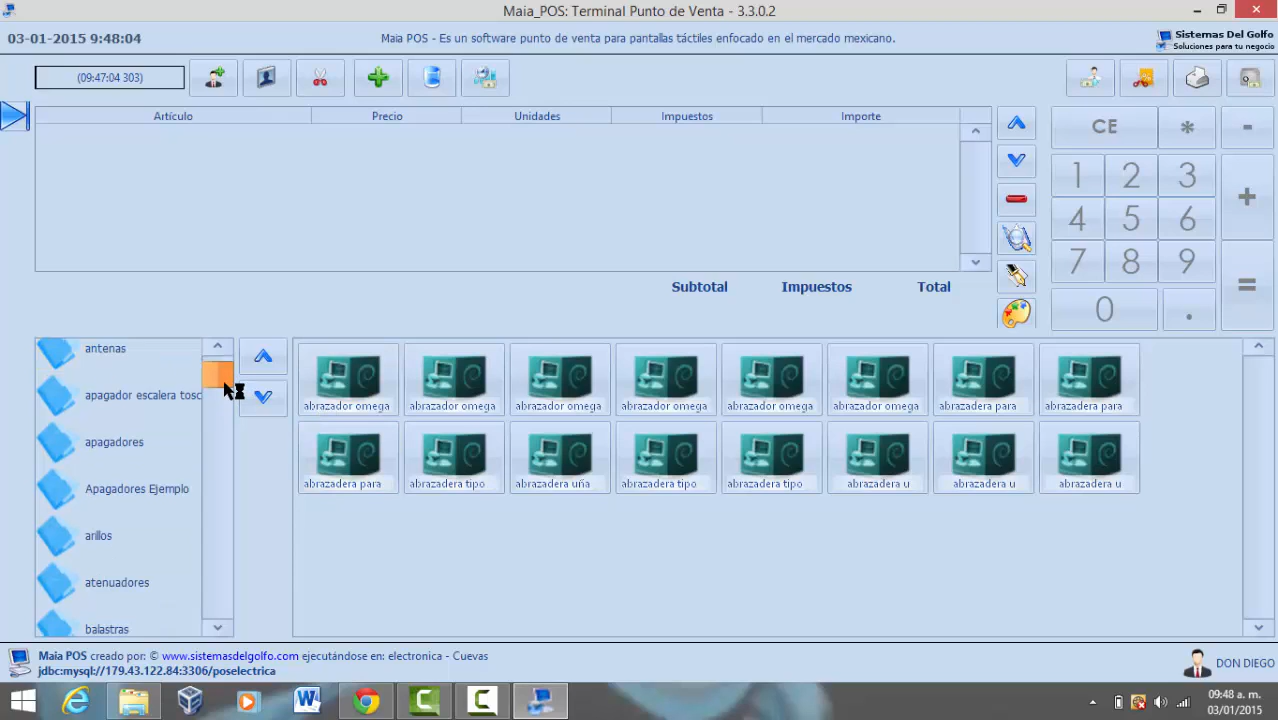 Maia_POS: Terminal Punto de Venta - 3.3.0.2
03-01-2015 9:48:04
Maia POS - Es un software punto de venta para pantallas táctiles enfocado en el mercado mexicano.
Sistemas Del Golfo
Soluciones para tu negocio
(09:47:04 303)
Artículo Precio Unidades Impuestos Importe
CE * -
1 2 3 +
4 5 6
7 8 9 =
0 .
Subtotal Impuestos Total
antenas
apagador escalera tosc
apagadores
Apagadores Ejemplo
arillos
atenuadores
balastras
abrazador omega abrazador omega abrazador omega abrazador omega abrazador omega abrazador omega abrazadera para abrazadera para
abrazadera para abrazadera tipo abrazadera uña abrazadera tipo abrazadera tipo abrazadera u abrazadera u abrazadera u
Maia POS creado por: © www.sistemasdelgolfo.com ejecutándose en: electronica - Cuevas
jdbc:mysql://179.43.122.84:3306/poselectrica
DON DIEGO
09:48 a. m.
03/01/2015